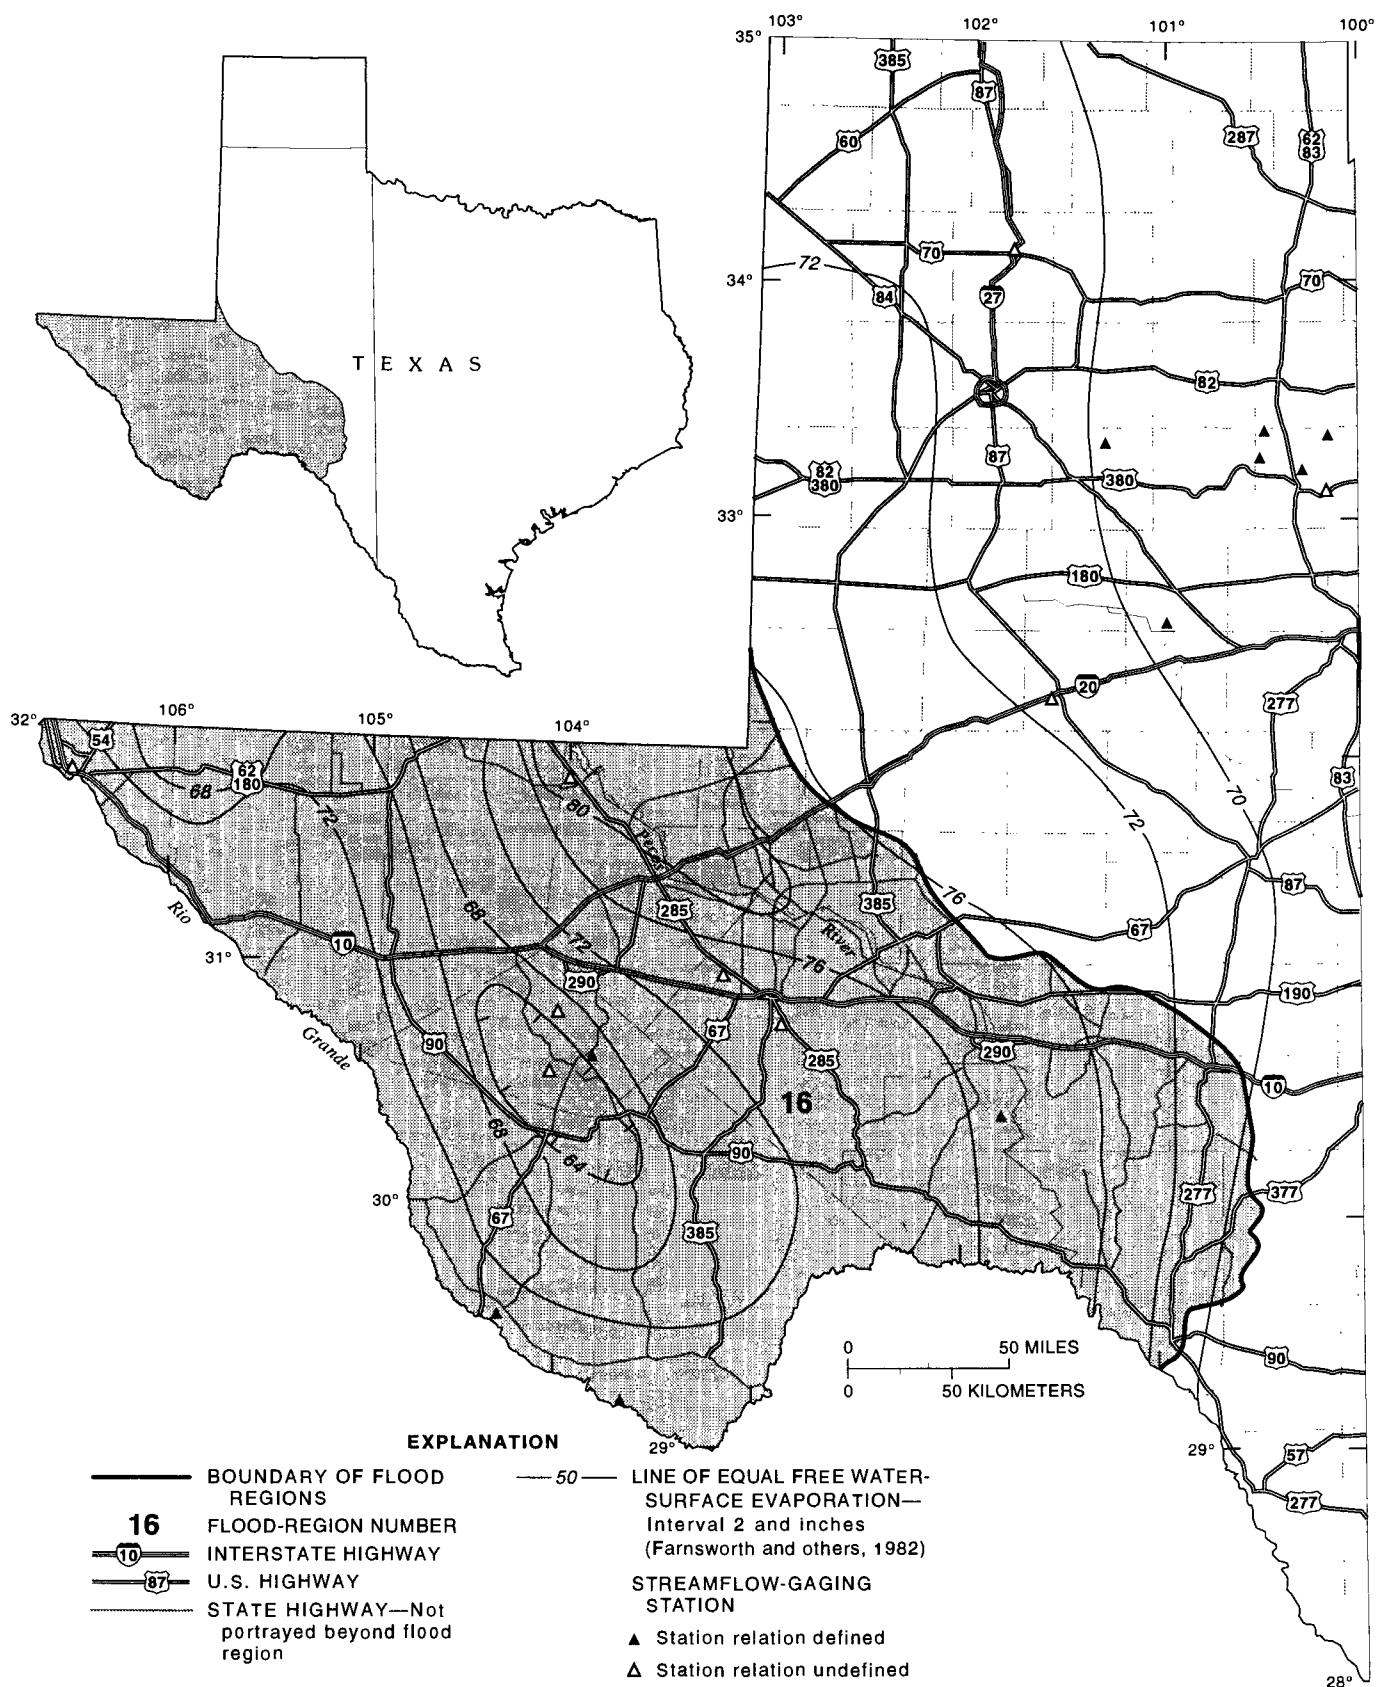 103°
102°
101°
100°
35°
385
87
60
287
62
83
70
72
34°
84
27
70
82
TEXAS
87
82
380
380
33°
180
20
277
32°
106°
105°
104°
54
62
180
68
72
80
Pecos
83
70
72
76
87
Rio
68
285
385
67
10
31°
72
River
76
290
190
Grande
90
67
285
290
10
16
68
64
90
30°
67
385
277
377
0 50 MILES
0 50 KILOMETERS
90
29°
29°
57
277
28°
EXPLANATION
BOUNDARY OF FLOOD
REGIONS
16 FLOOD-REGION NUMBER
10 INTERSTATE HIGHWAY
87 U.S. HIGHWAY
STATE HIGHWAY—Not
portrayed beyond flood
region
50 LINE OF EQUAL FREE WATER-
SURFACE EVAPORATION—
Interval 2 and inches
(Farnsworth and others, 1982)
STREAMFLOW-GAGING
STATION
Station relation defined
Station relation undefined